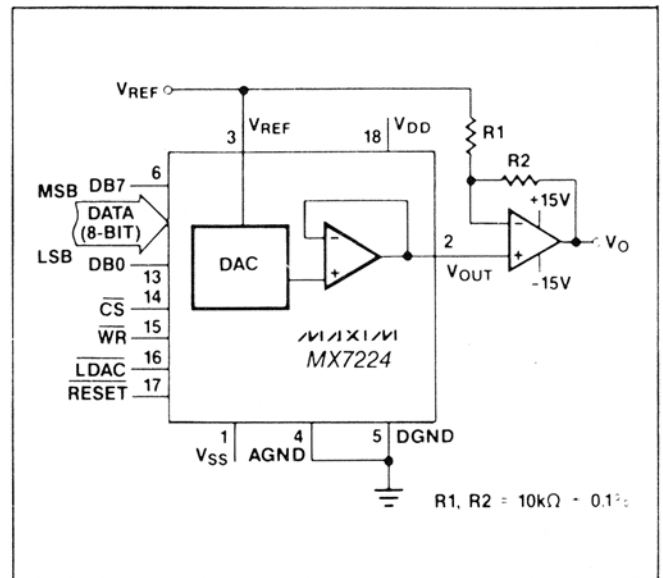 VREF
VREF
3
18
VDD
R1
R2
6
MSB DB7
DATA
(8-BIT)
LSB DB0
13
DAC
-
+
2
VOUT
-
+
+15V
-15V
VO
14
CS
15
WR
16
LDAC
17
RESET
MAXIM
MX7224
1
VSS
4
AGND
5
DGND
R1, R2 = 10kΩ